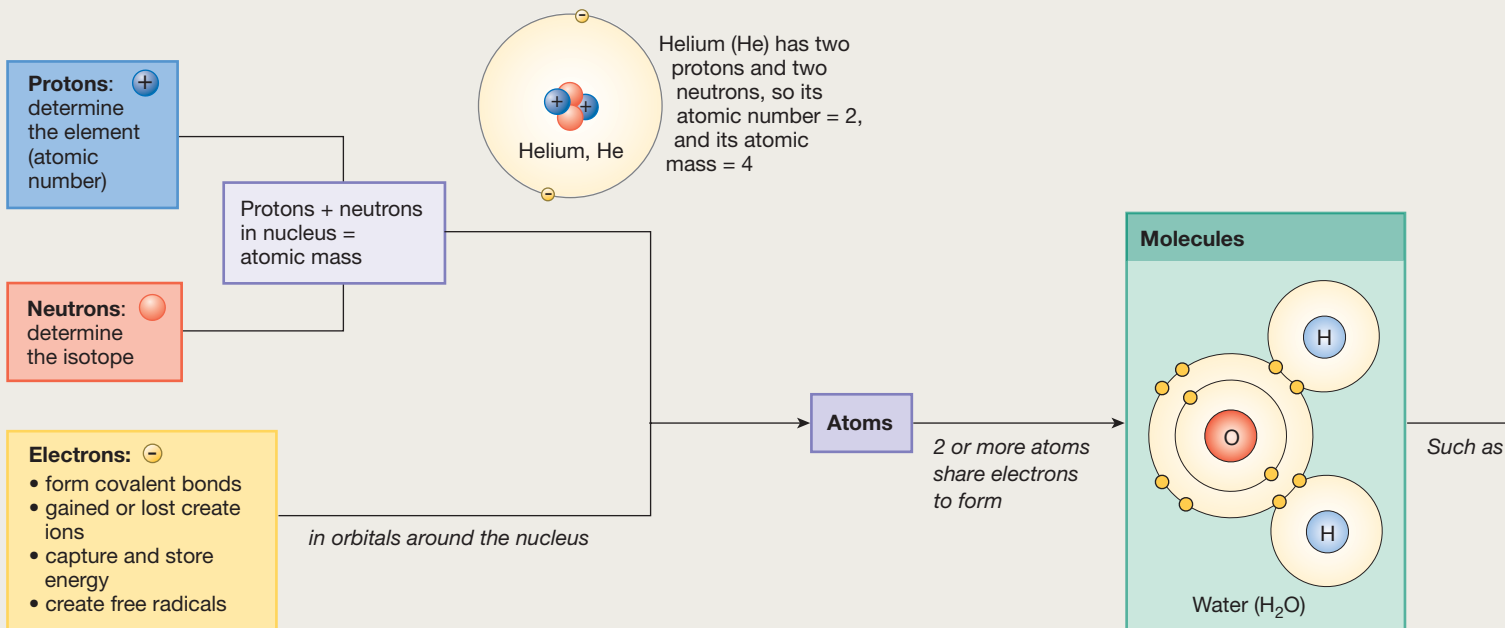 Protons: +
determine
the element
(atomic
number)
Neutrons:
determine
the isotope
Protons + neutrons
in nucleus =
atomic mass
Electrons: −
• form covalent bonds
• gained or lost create
ions
• capture and store
energy
• create free radicals
in orbitals around the nucleus
−
+ +
Helium, He
−
Helium (He) has two
protons and two
neutrons, so its
atomic number = 2,
and its atomic
mass = 4
Atoms
2 or more atoms
share electrons
to form
Molecules
H
O
H
Water (H₂O)
Such as